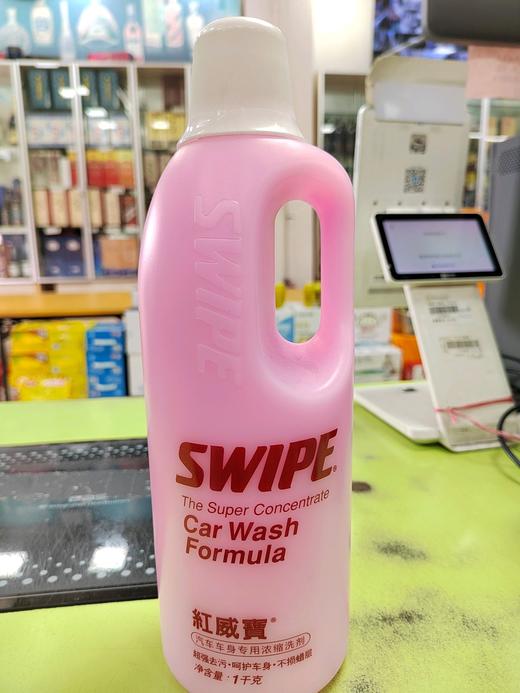 SWIPE
SWIPE®
The Super Concentrate
Car Wash
Formula
紅威寶®
汽车车身专用浓缩洗剂
超强去污·呵护车身·不损蜡层
净含量:1千克